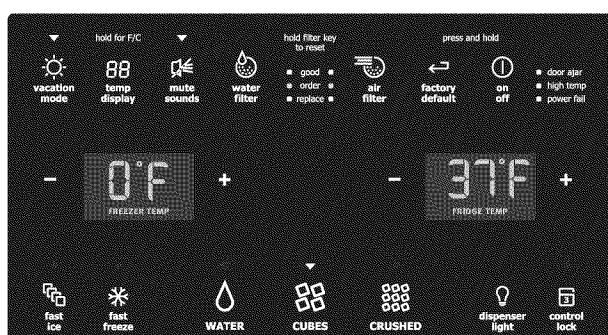 hold for F/C
hold filter key
to reset
press and hold
vacation
mode
88
temp
display
mute
sounds
water
filter
good
order
replace
air
filter
factory
default
on
off
door ajar
high temp
power fail
0°F
FREEZER TEMP
37°F
FRIDGE TEMP
fast
ice
fast
freeze
WATER
CUBES
CRUSHED
dispenser
light
3
control
lock